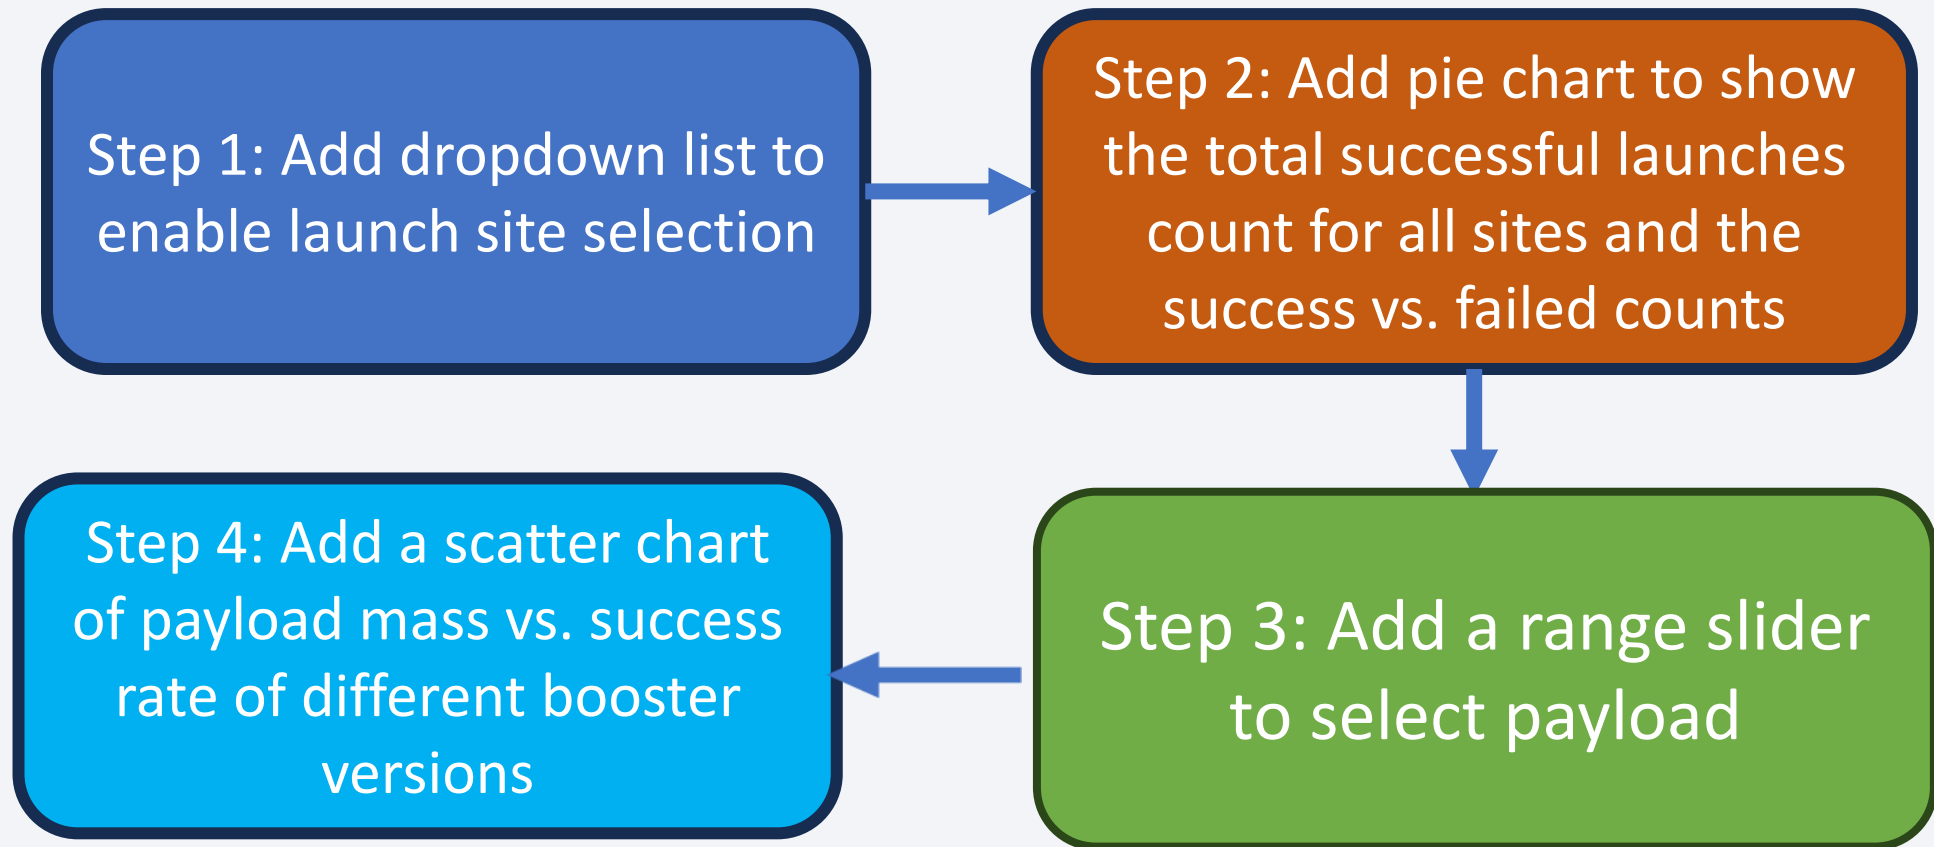 Step 1: Add dropdown list to
enable launch site selection
Step 2: Add pie chart to show
the total successful launches
count for all sites and the
success vs. failed counts
Step 3: Add a range slider
to select payload
Step 4: Add a scatter chart
of payload mass vs. success
rate of different booster
versions